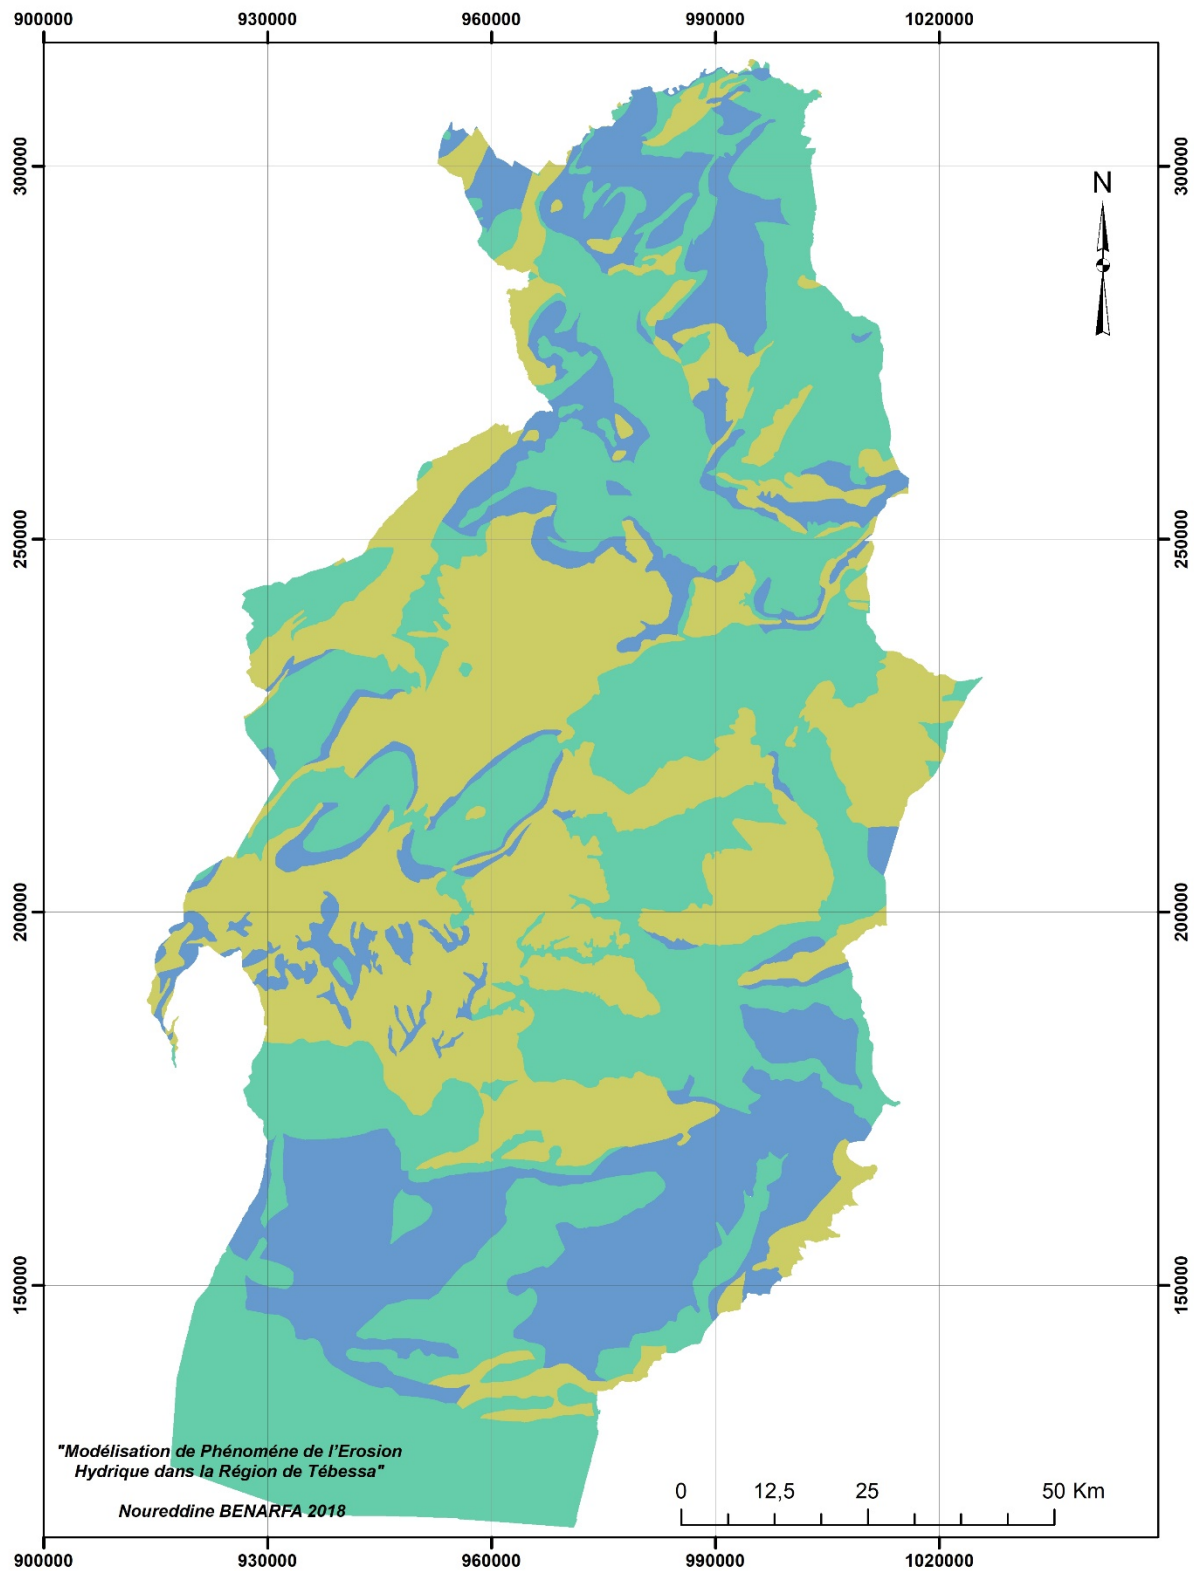 900000 930000 960000 990000 1020000
300000 300000
N
250000 250000
200000 200000
150000 150000
"Modélisation de Phénoméne de l'Erosion
Hydrique dans la Région de Tébessa"
Noureddine BENARFA 2018
0 12,5 25 50 Km
900000 930000 960000 990000 1020000